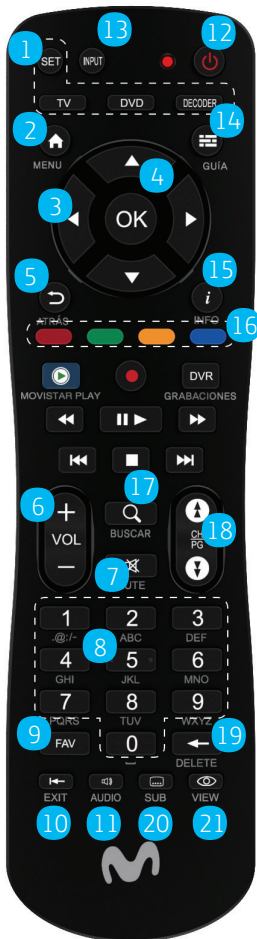 13
12
1
SET
INPUT
TV
DVD
DECODER
2
14
MENU
GUÍA
4
3
OK
5
15
i
ATRÁS
INFO
16
DVR
MOVISTAR PLAY
GRABACIONES
17
6
+
VOL
−
BUSCAR
18
CH
PG
7
MUTE
1
2
3
.@:/-
ABC
DEF
8
4
5
6
GHI
JKL
MNO
7
8
9
PQRS
TUV
WXYZ
9
FAV
0
19
DELETE
EXIT
AUDIO
SUB
VIEW
10
11
20
21